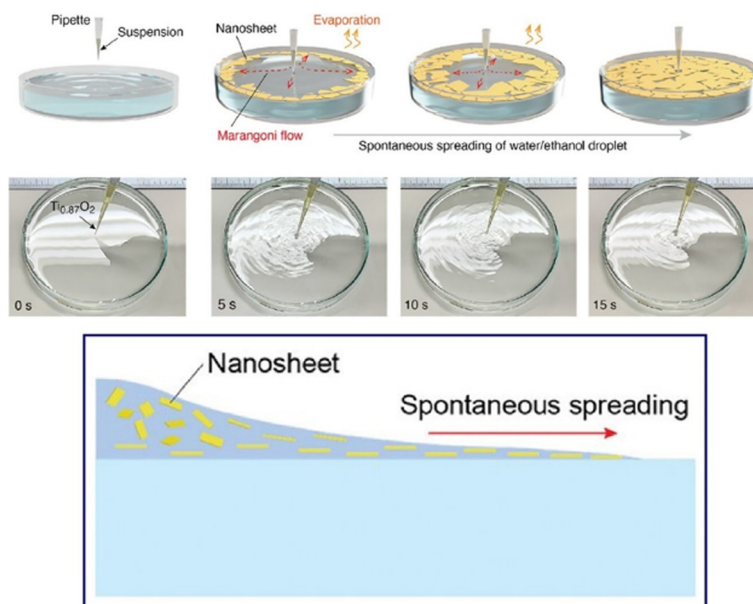 Pipette
Suspension
Nanosheet
Evaporation
Marangoni flow
Spontaneous spreading of water/ethanol droplet
Ti0.87O2
0 s
5 s
10 s
15 s
Nanosheet
Spontaneous spreading